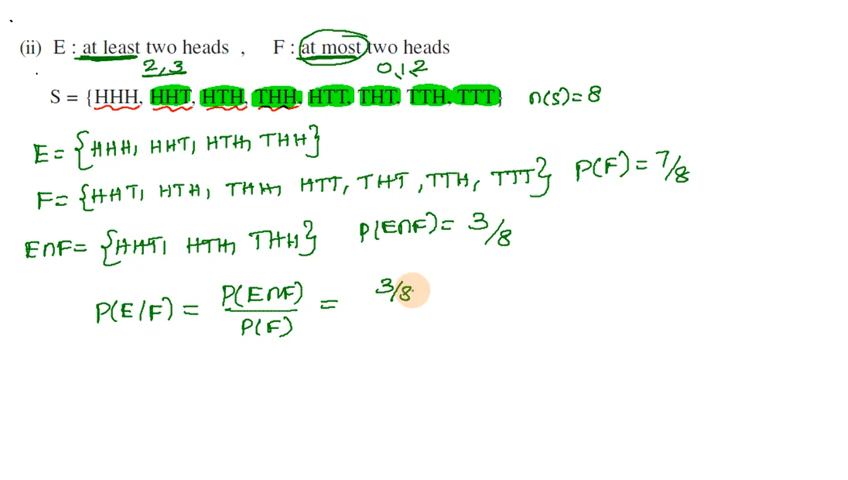 (ii) E : at least two heads , F : at most two heads
2,3 0,1,2
S = {HHH, HHT, HTH, THH, HTT, THT, TTH, TTT} n(S)=8
E= {HHH, HHT, HTH, THH}
F= {HHT, HTH, THH, HTT, THT, TTH, TTT} P(F)=7/8
E∩F= {HHT, HTH, THH} P(E∩F)= 3/8
P(E/F) = P(E∩F)/P(F) = 3/8